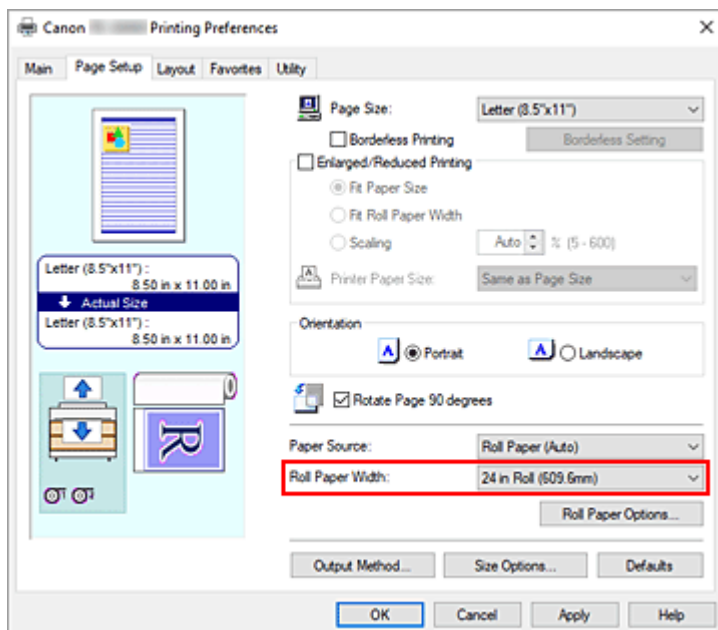 Canon Printing Preferences
Main Page Setup Layout Favorites Utility
Page Size: Letter (8.5"x11")
Borderless Printing Borderless Setting
Enlarged/Reduced Printing
Fit Paper Size
Fit Roll Paper Width
Scaling Auto % (5 - 600)
Printer Paper Size: Same as Page Size
Letter (8.5"x11") :
8.50 in x 11.00 in
Actual Size
Letter (8.5"x11") :
8.50 in x 11.00 in
Orientation
A Portrait A Landscape
Rotate Page 90 degrees
R
Paper Source: Roll Paper (Auto)
Roll Paper Width: 24 in Roll (609.6mm)
Roll Paper Options...
Output Method... Size Options... Defaults
OK Cancel Apply Help